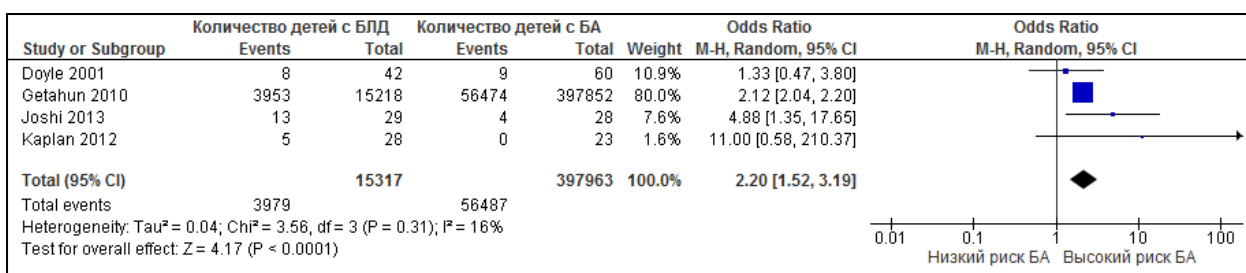 Количество детей с БЛД Количество детей с БА Odds Ratio Odds Ratio
Study or Subgroup Events Total Events Total Weight M-H, Random, 95% CI M-H, Random, 95% CI
Doyle 2001 8 42 9 60 10.9% 1.33 [0.47, 3.80]
Getahun 2010 3953 15218 56474 397852 80.0% 2.12 [2.04, 2.20]
Joshi 2013 13 29 4 28 7.6% 4.88 [1.35, 17.65]
Kaplan 2012 5 28 0 23 1.6% 11.00 [0.58, 210.37]
Total (95% CI) 15317 397963 100.0% 2.20 [1.52, 3.19]
Total events 3979 56487
Heterogeneity: Tau² = 0.04; Chi² = 3.56, df = 3 (P = 0.31); I² = 16%
Test for overall effect: Z = 4.17 (P < 0.0001)
0.01 0.1 1 10 100
Низкий риск БА Высокий риск БА